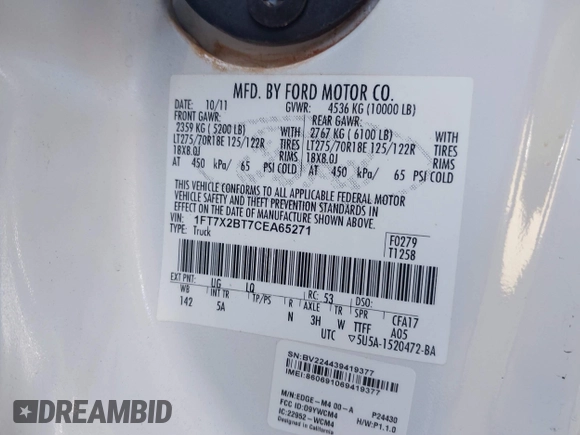 MFD. BY FORD MOTOR CO.
DATE: 10/11 GVWR: 4536 KG (10000 LB)
FRONT GAWR: REAR GAWR:
2359 KG (5200 LB) WITH 2767 KG (6100 LB) WITH
LT275/70R18E 125/122R TIRES LT275/70R18E 125/122R TIRES
18X8.0J RIMS 18X8.0J RIMS
AT 450 kPa/ 65 PSI COLD AT 450 kPa/ 65 PSI COLD
THIS VEHICLE CONFORMS TO ALL APPLICABLE FEDERAL MOTOR
VEHICLE SAFETY AND THEFT PREVENTION STANDARDS IN
EFFECT ON THE DATE OF MANUFACTURE SHOWN ABOVE.
VIN: 1FT7X2BT7CEA65271
TYPE: Truck
F0279
T1258
EXT PNT: UG LQ RC: 53 DSO:
WB INT TR TP/PS R AXLE TR SPR CFA17
142 5A N 3H W TTFF A05
UTC 5U5A-1520472-BA
SN:BV224439419377
IMEI:860691069419377
M/N:EDGE-M4 00-A P24430
FCC ID:D9YWCM4 H/W:P1.1.0
IC:22952-WCM4
Designed in California
DIRECT CARBUYING